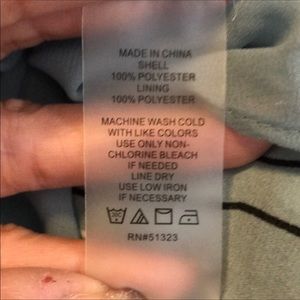 MADE IN CHINA
SHELL
100% POLYESTER
LINING
100% POLYESTER
MACHINE WASH COLD
WITH LIKE COLORS
USE ONLY NON-
CHLORINE BLEACH
IF NEEDED
LINE DRY
USE LOW IRON
IF NECESSARY
RN#51323